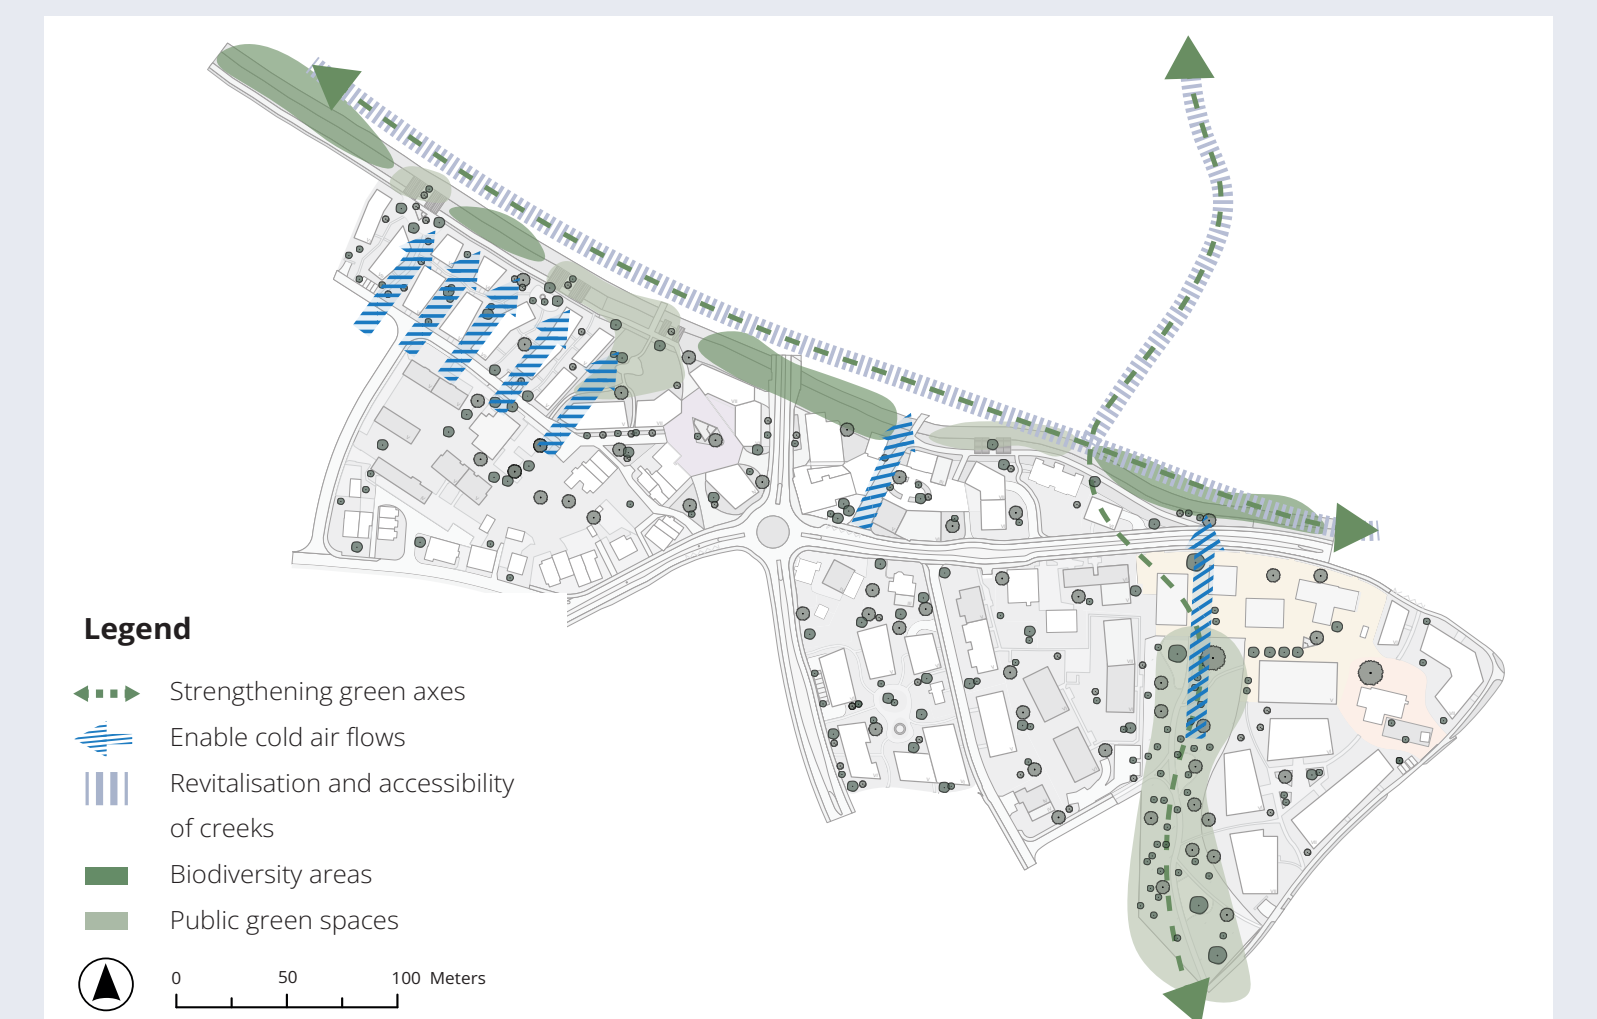 Legend
Strengthening green axes
Enable cold air flows
Revitalisation and accessibility
of creeks
Biodiversity areas
Public green spaces
0 50 100 Meters